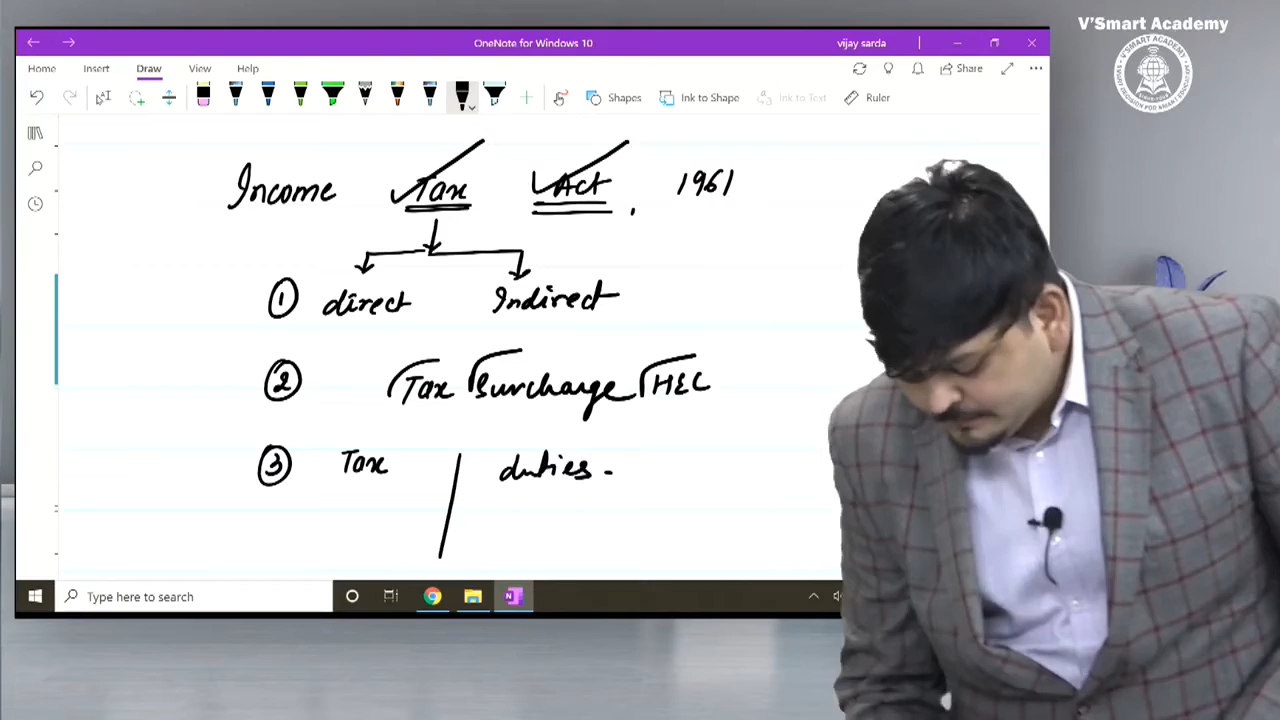 V'Smart Academy
OneNote for Windows 10
vijay sarda
Home Insert Draw View Help
Share
Shapes
Ink to Shape
Ink to Text
Ruler
Income Tax Act. 1961
① direct Indirect
② Tax Surcharge HEC
③ Tax duties -
Type here to search